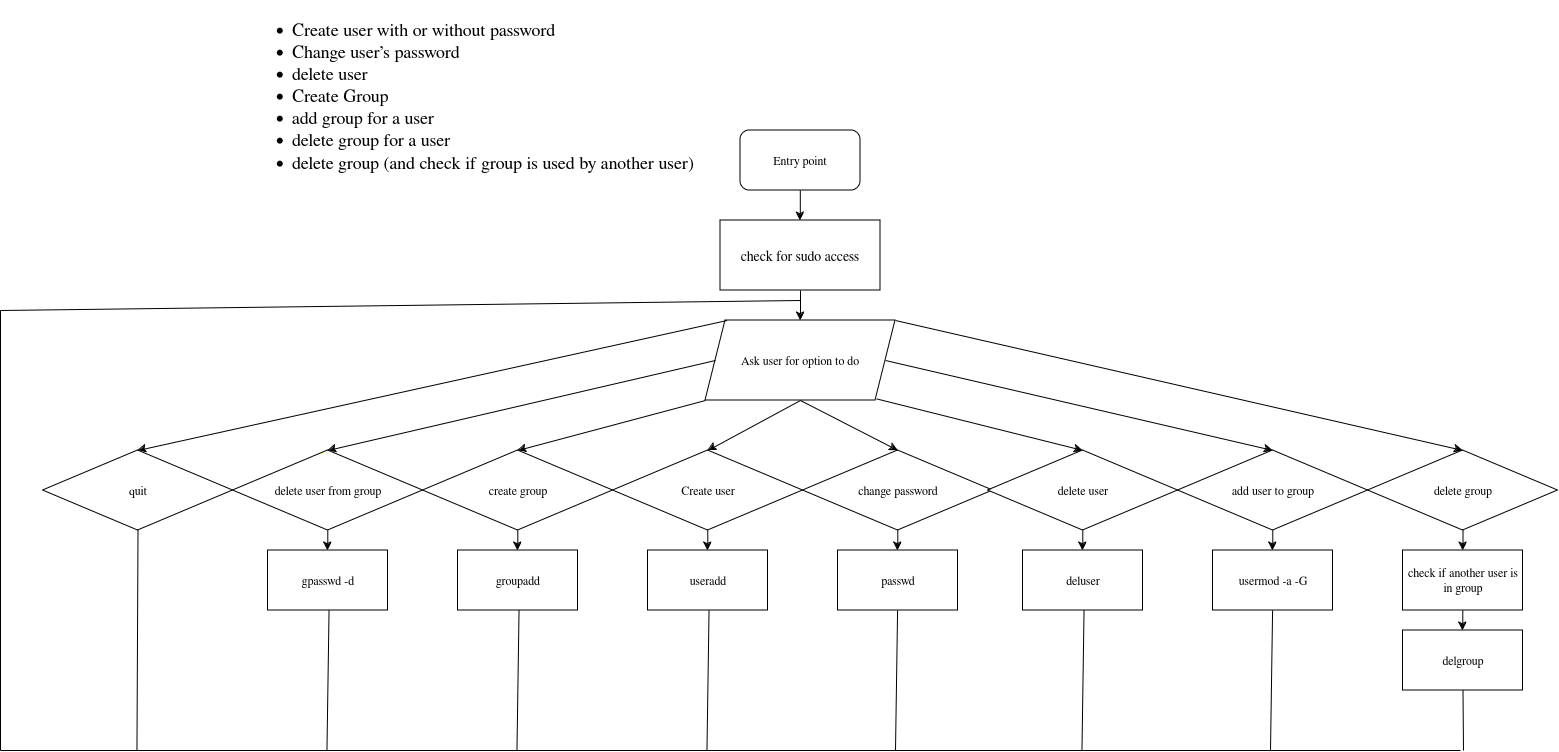 • Create user with or without password
• Change user’s password
• delete user
• Create Group
• add group for a user
• delete group for a user
• delete group (and check if group is used by another user)
Entry point
check for sudo access
Ask user for option to do
quit
delete user from group
create group
Create user
change password
delete user
add user to group
delete group
gpasswd -d
groupadd
useradd
passwd
deluser
usermod -a -G
check if another user is
in group
delgroup